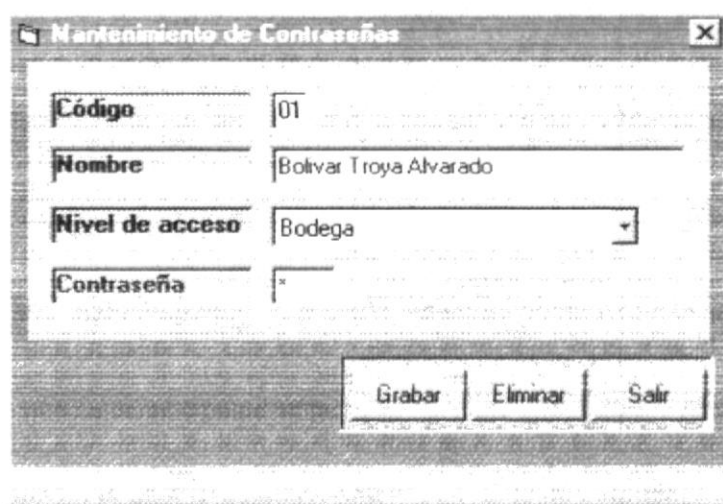 Mantenimiento de Contraseñas
Código 01
Nombre Bolivar Troya Alvarado
Nivel de acceso Bodega
Contraseña *
Grabar Eliminar Salir